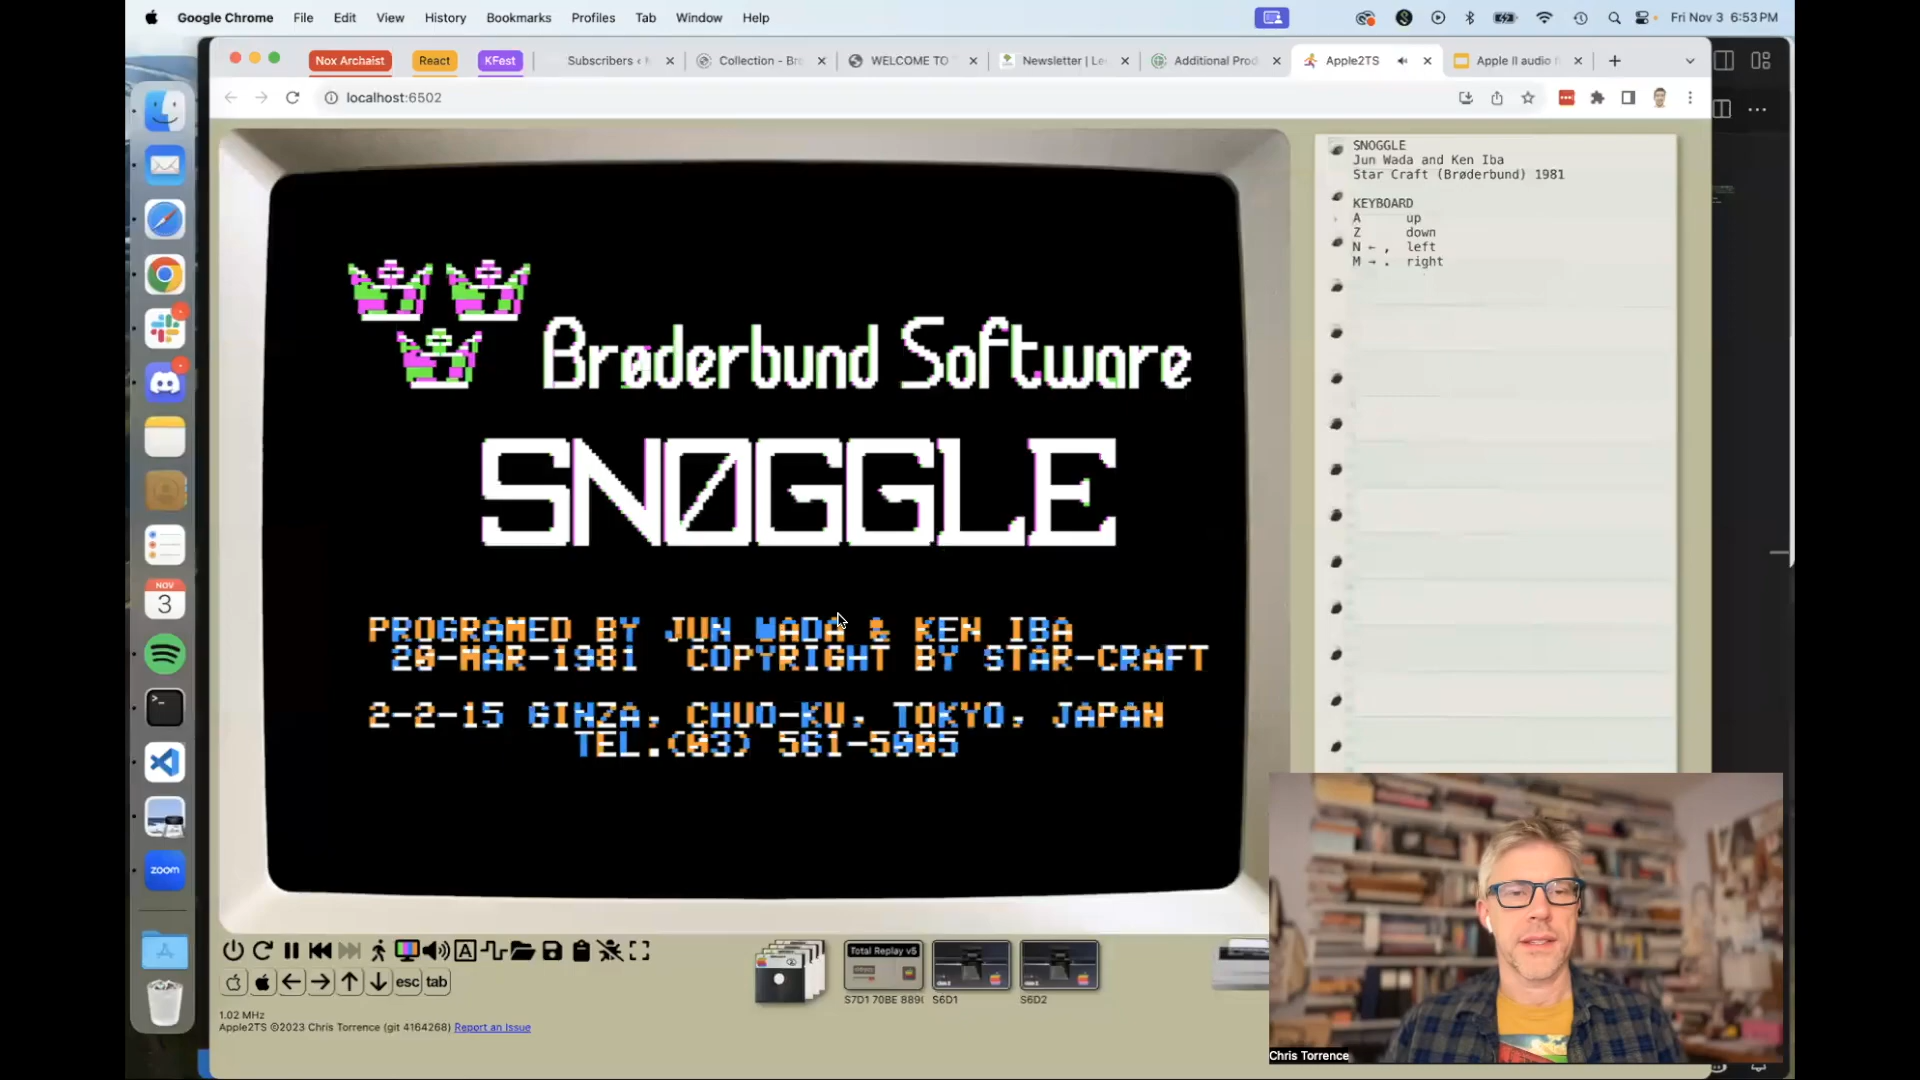 Google Chrome File Edit View History Bookmarks Profiles Tab Window Help Fri Nov 3 6:53 PM
Nox Archaist React KFest Subscribers Collection - Bro WELCOME TO Newsletter | Le Additional Prod Apple2TS Apple II audio
localhost:6502
SNOGGLE
Jun Wada and Ken Iba
Star Craft (Brøderbund) 1981
KEYBOARD
A up
Z down
N ← , left
M → . right
Brøderbund Software
SNØGGLE
PROGRAMED BY JUN WADA & KEN IBA
20-MAR-1981 COPYRIGHT BY STAR-CRAFT
2-2-15 GINZA, CHUO-KU, TOKYO, JAPAN
TEL.(03) 561-5005
NOV
3
zoom
Total Replay v5
esc tab
S7D1 70BE S6D1 S6D2
1.02 MHz
Apple2TS ©2023 Chris Torrence (git 4164268) Report an Issue
Chris Torrence